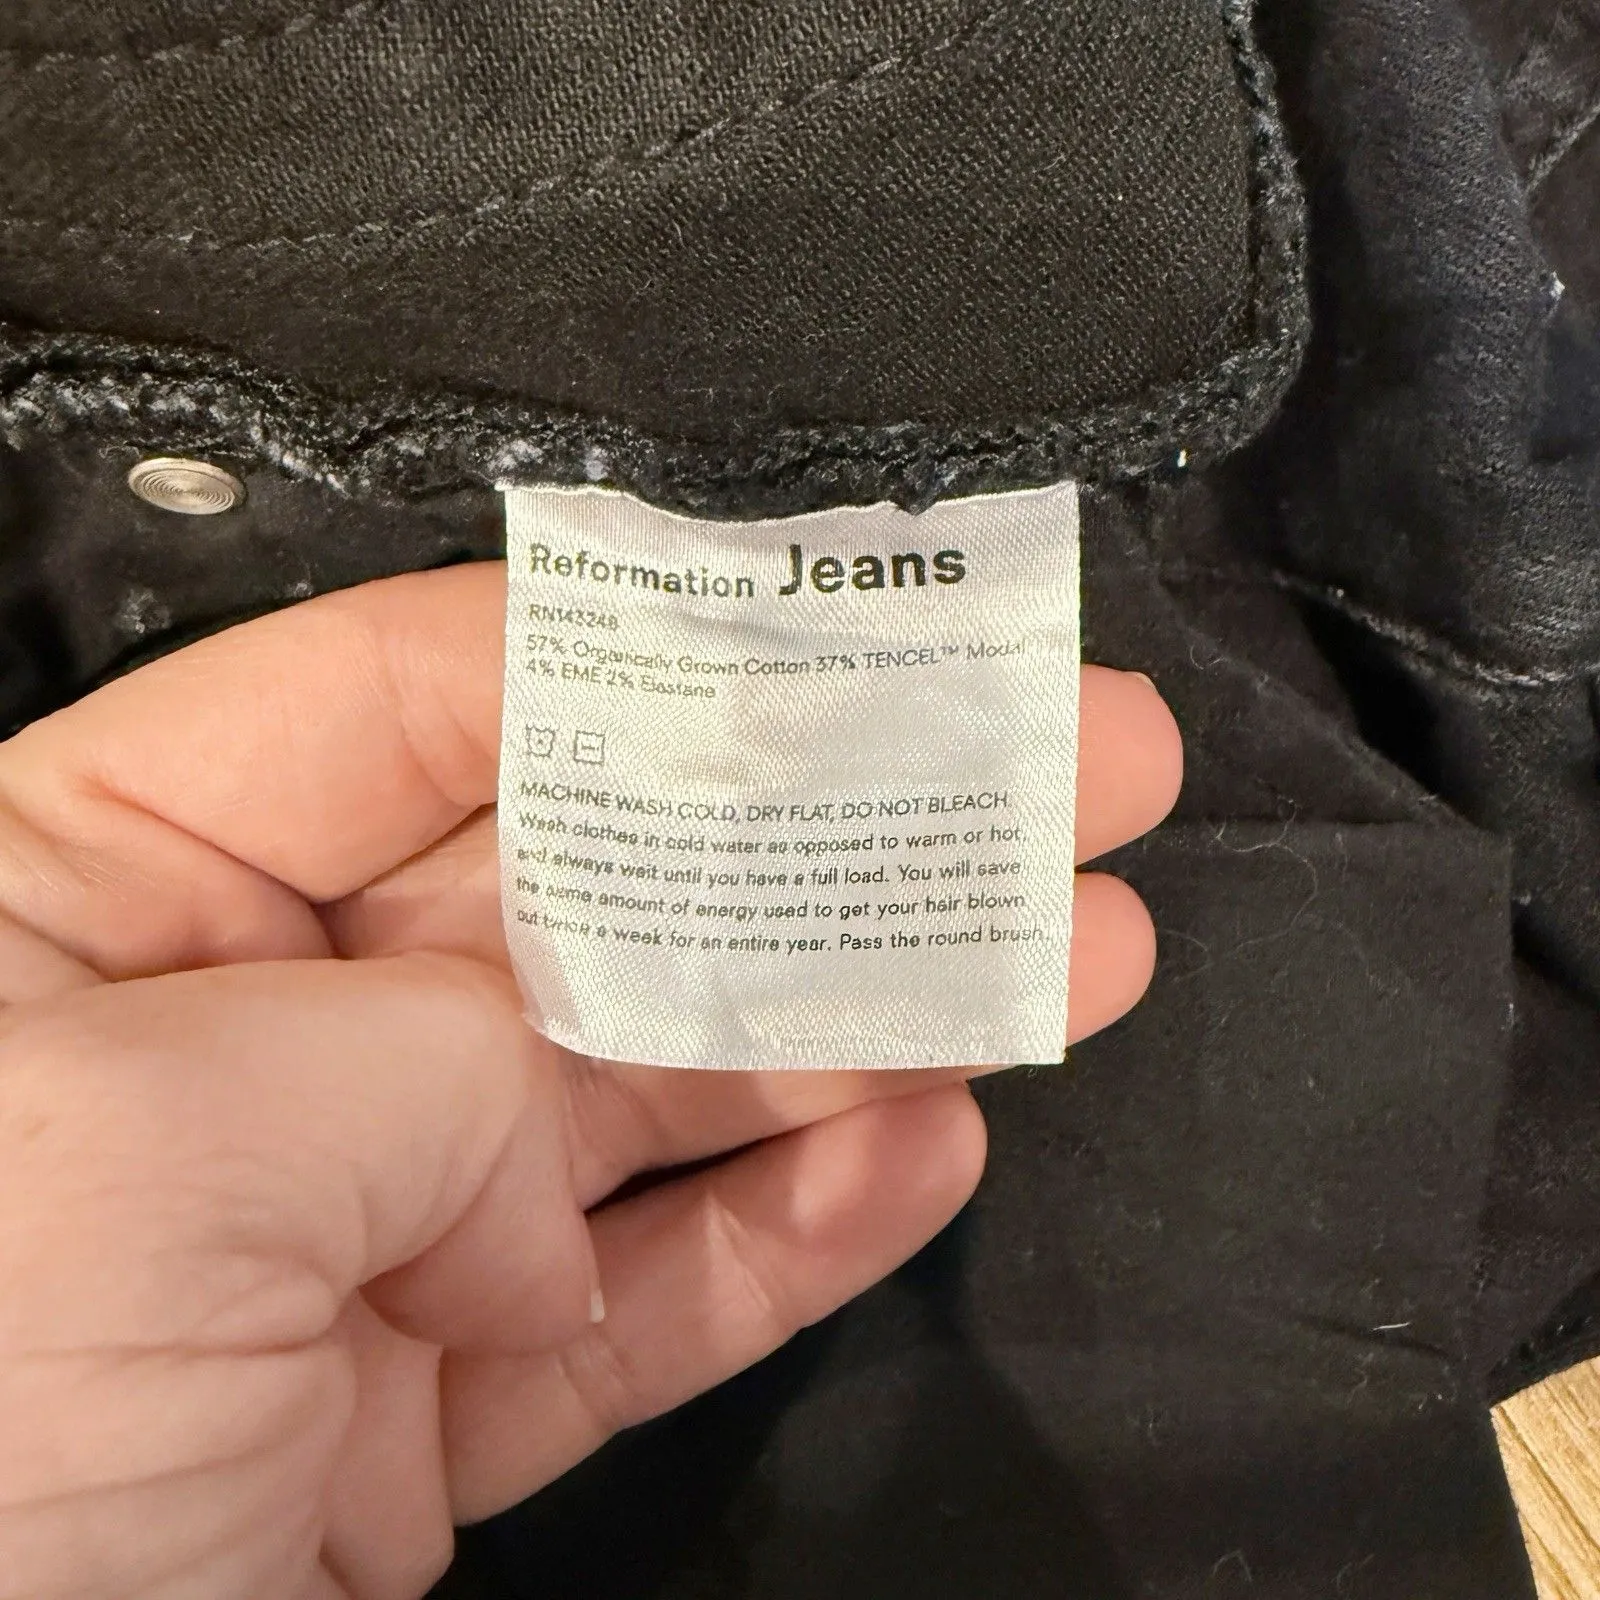 Reformation Jeans
RN143248
57% Organically Grown Cotton 37% TENCEL™ Modal
4% EME 2% Elastane
MACHINE WASH COLD, DRY FLAT, DO NOT BLEACH.
Wash clothes in cold water as opposed to warm or hot,
and always wait until you have a full load. You will save
the same amount of energy used to get your hair blown
out twice a week for an entire year. Pass the round brush.